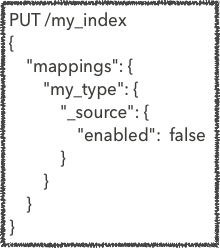 PUT /my_index
{
"mappings": {
"my_type": {
"_source": {
"enabled":  false
}
}
}
}